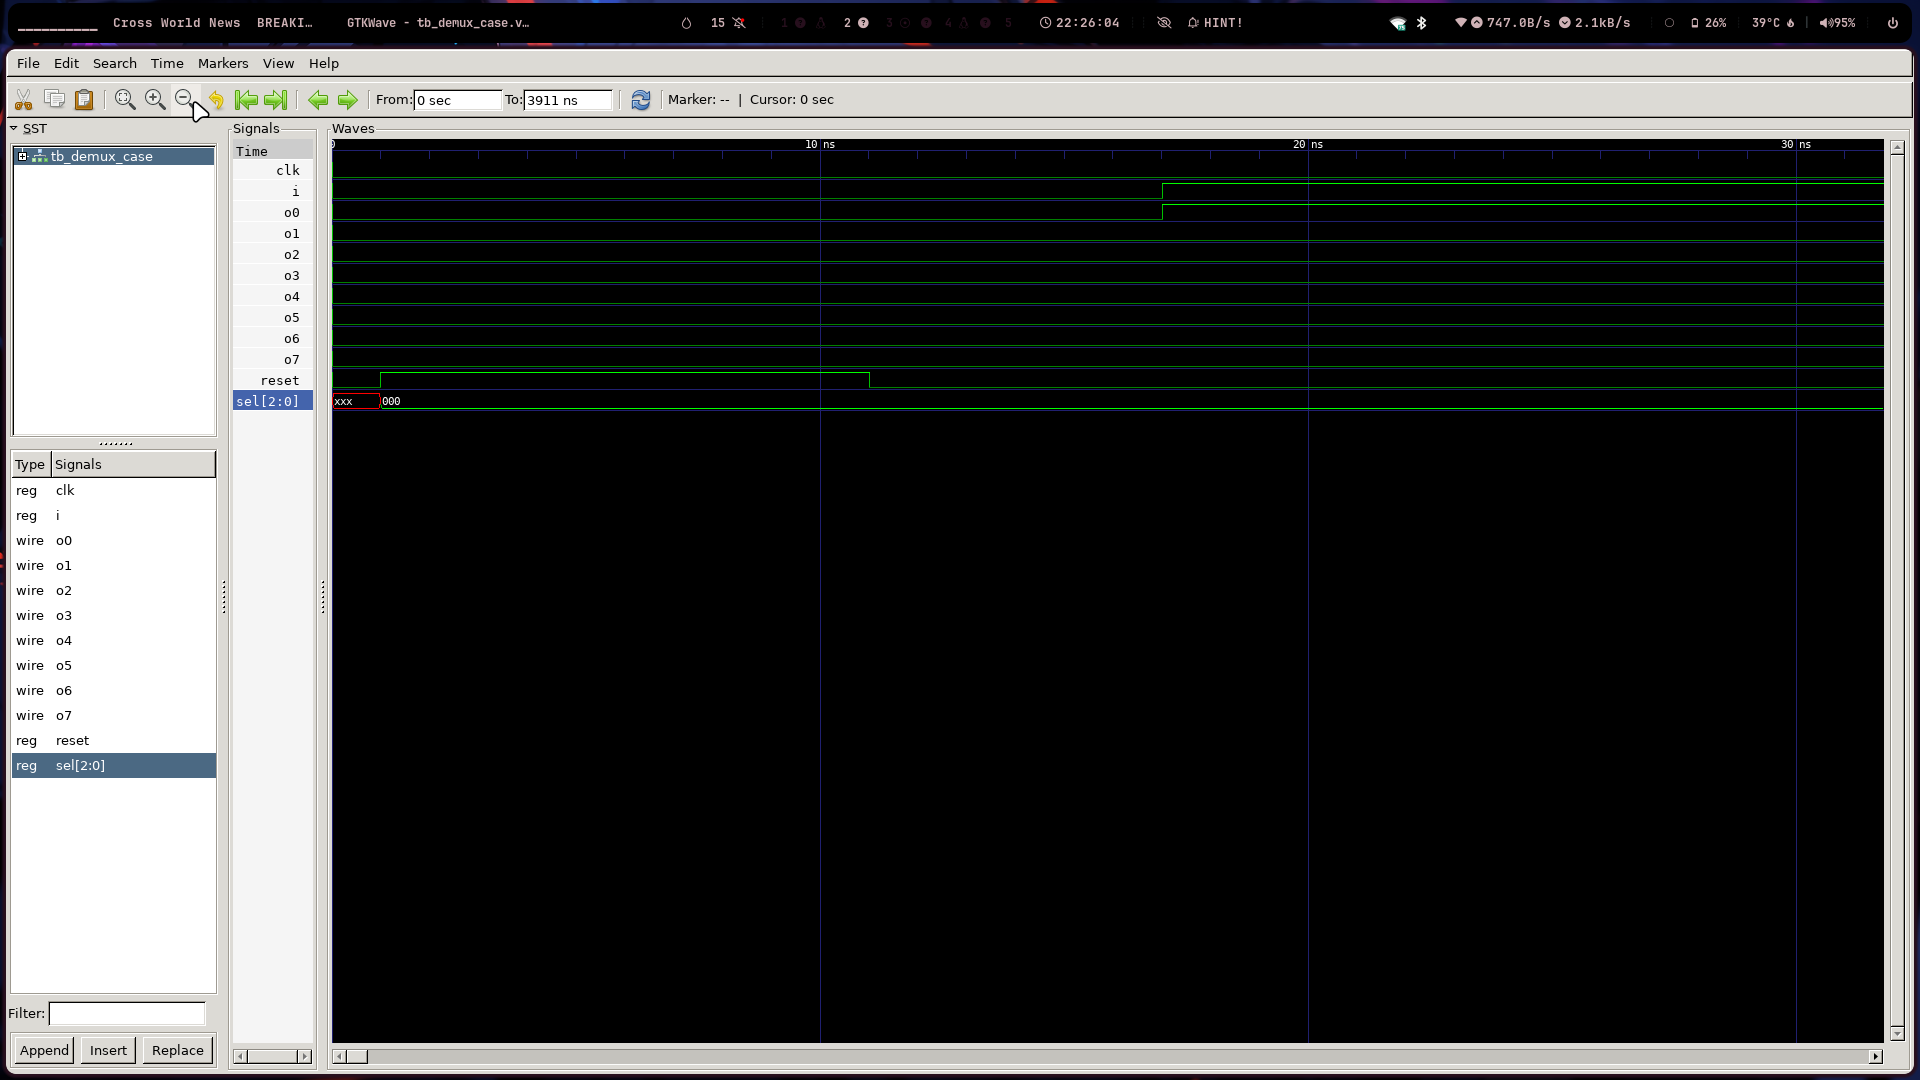 Cross World News BREAKI… GTKWave - tb_demux_case.v… 15 1 2 3 4 5 22:26:04 HINT! 747.0B/s 2.1kB/s 26% 39°C 95%
File Edit Search Time Markers View Help
From: 0 sec To: 3911 ns Marker: -- | Cursor: 0 sec
SST
tb_demux_case
Type Signals
reg clk
reg i
wire o0
wire o1
wire o2
wire o3
wire o4
wire o5
wire o6
wire o7
reg reset
reg sel[2:0]
Filter:
Append Insert Replace
Signals
Time
clk
i
o0
o1
o2
o3
o4
o5
o6
o7
reset
sel[2:0]
Waves
0 10 ns 20 ns 30 ns
xxx 000